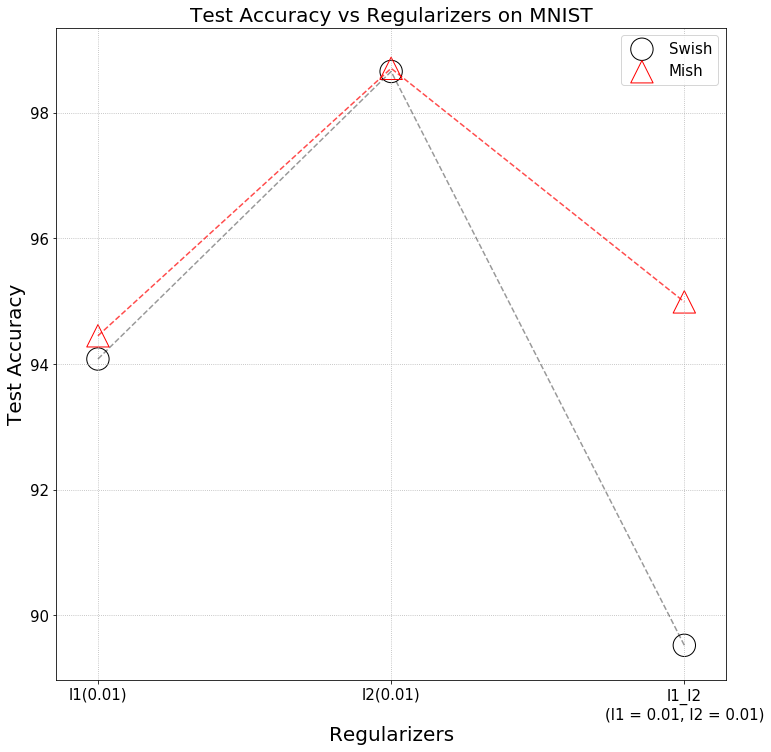 Test Accuracy vs Regularizers on MNIST
Swish
Mish
98
96
94
92
90
Test Accuracy
l1(0.01)
l2(0.01)
l1_l2
(l1 = 0.01, l2 = 0.01)
Regularizers